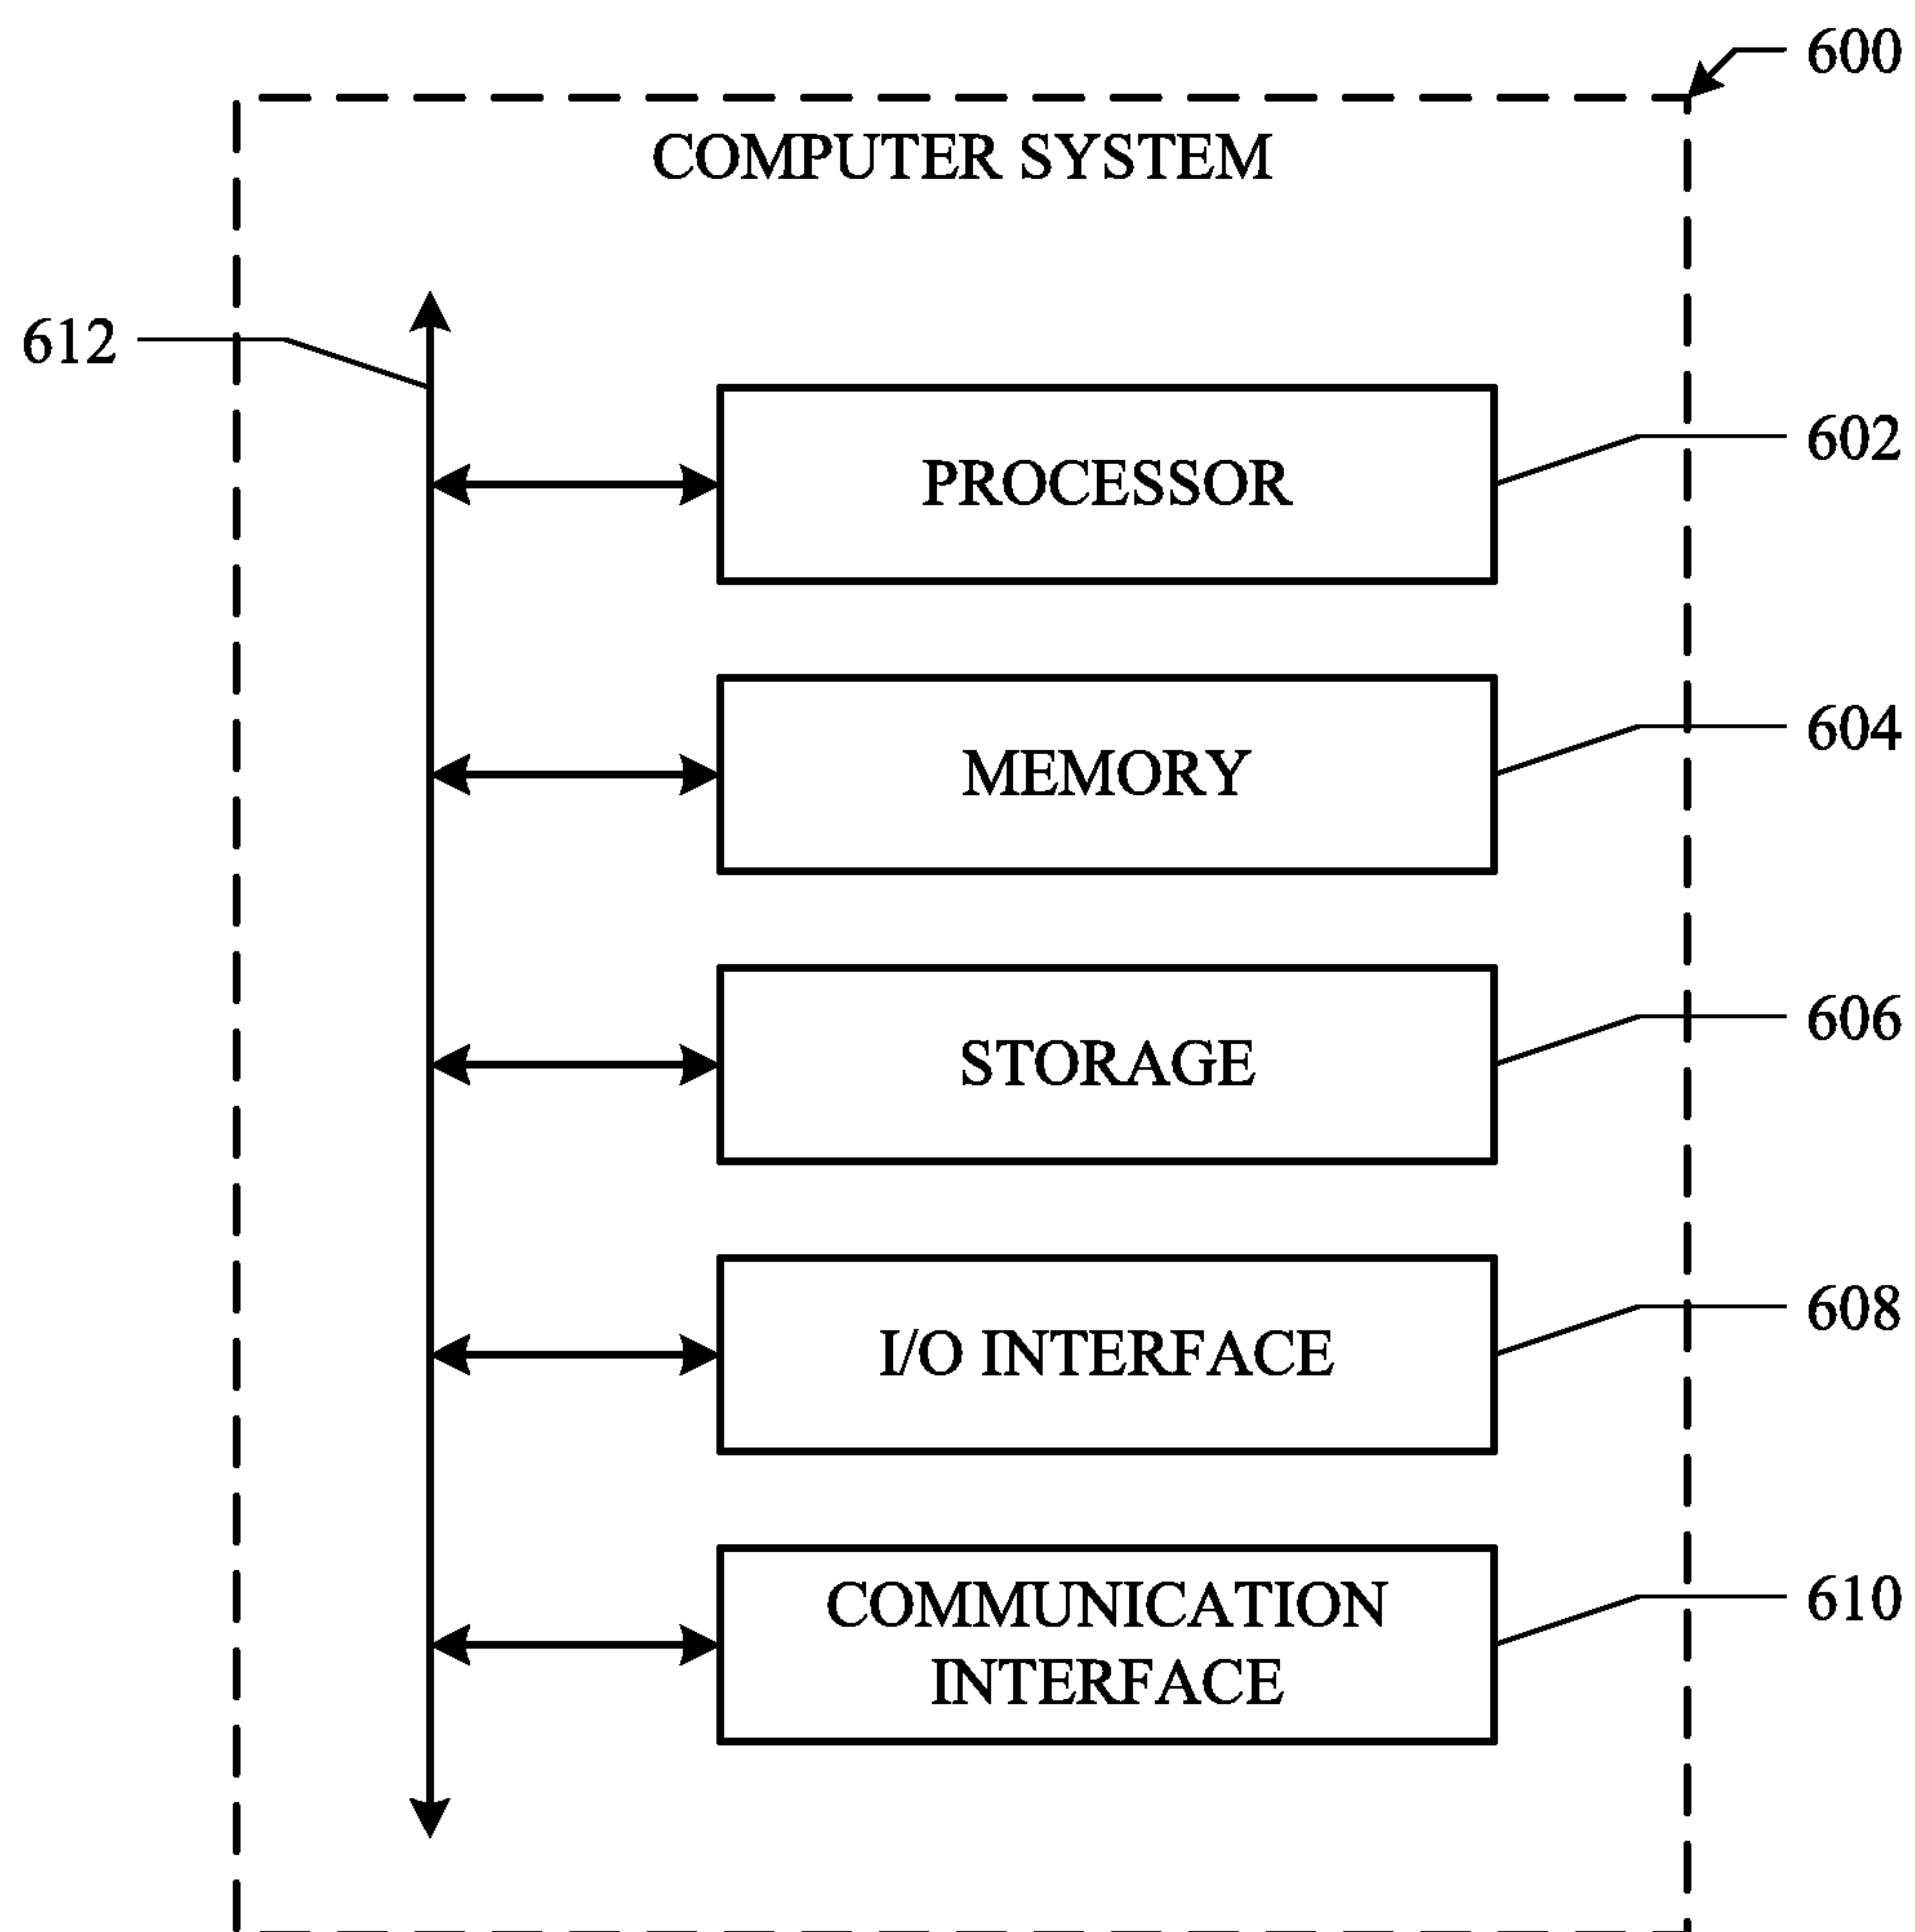 600
COMPUTER SYSTEM
612
602
PROCESSOR
604
MEMORY
606
STORAGE
608
I/O INTERFACE
610
COMMUNICATION
INTERFACE